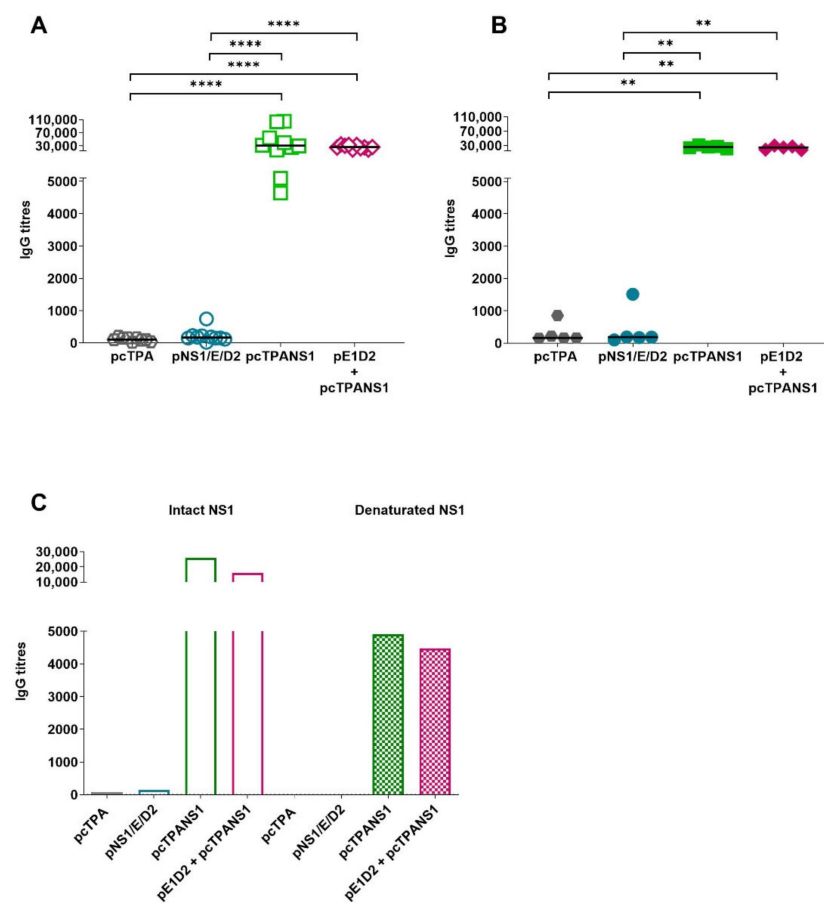 A
****
****
****
****
110,000
70,000
30,000
5000
4000
3000
2000
1000
0
IgG titres
pcTPA pNS1/E/D2 pcTPANS1 pE1D2
+
pcTPANS1
B
**
**
**
**
110,000
70,000
30,000
5000
4000
3000
2000
1000
0
IgG titres
pcTPA pNS1/E/D2 pcTPANS1 pE1D2
+
pcTPANS1
C
Intact NS1 Denaturated NS1
30,000
20,000
10,000
5000
4000
3000
2000
1000
0
IgG titres
pcTPA
pNS1/E/D2
pcTPANS1
pE1D2 + pcTPANS1
pcTPA
pNS1/E/D2
pcTPANS1
pE1D2 + pcTPANS1